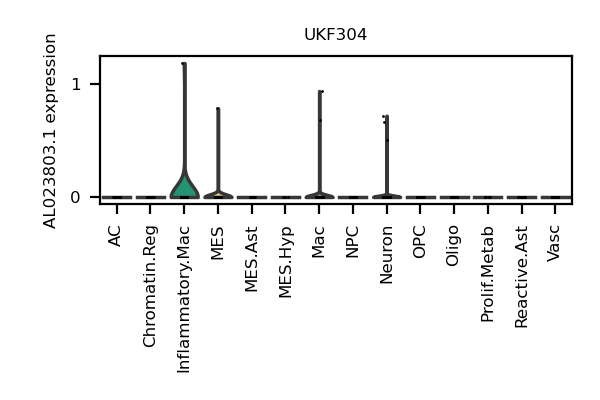 UKF304
AL023803.1 expression
1
0
AC
Chromatin.Reg
Inflammatory.Mac
MES
MES.Ast
MES.Hyp
Mac
NPC
Neuron
OPC
Oligo
Prolif.Metab
Reactive.Ast
Vasc